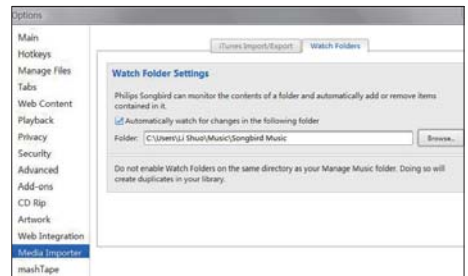 Options
Main
Hotkeys
Manage Files
Tabs
Web Content
Playback
Privacy
Security
Advanced
Add-ons
CD Rip
Artwork
Web Integration
Media Importer
mashTape
iTunes Import/Export
Watch Folders
Watch Folder Settings
Philips Songbird can monitor the contents of a folder and automatically add or remove items
contained in it.
Automatically watch for changes in the following folder
Folder: C:\Users\Li Shuo\Music\Songbird Music
Browse...
Do not enable Watch Folders on the same directory as your Manage Music folder. Doing so will
create duplicates in your library.